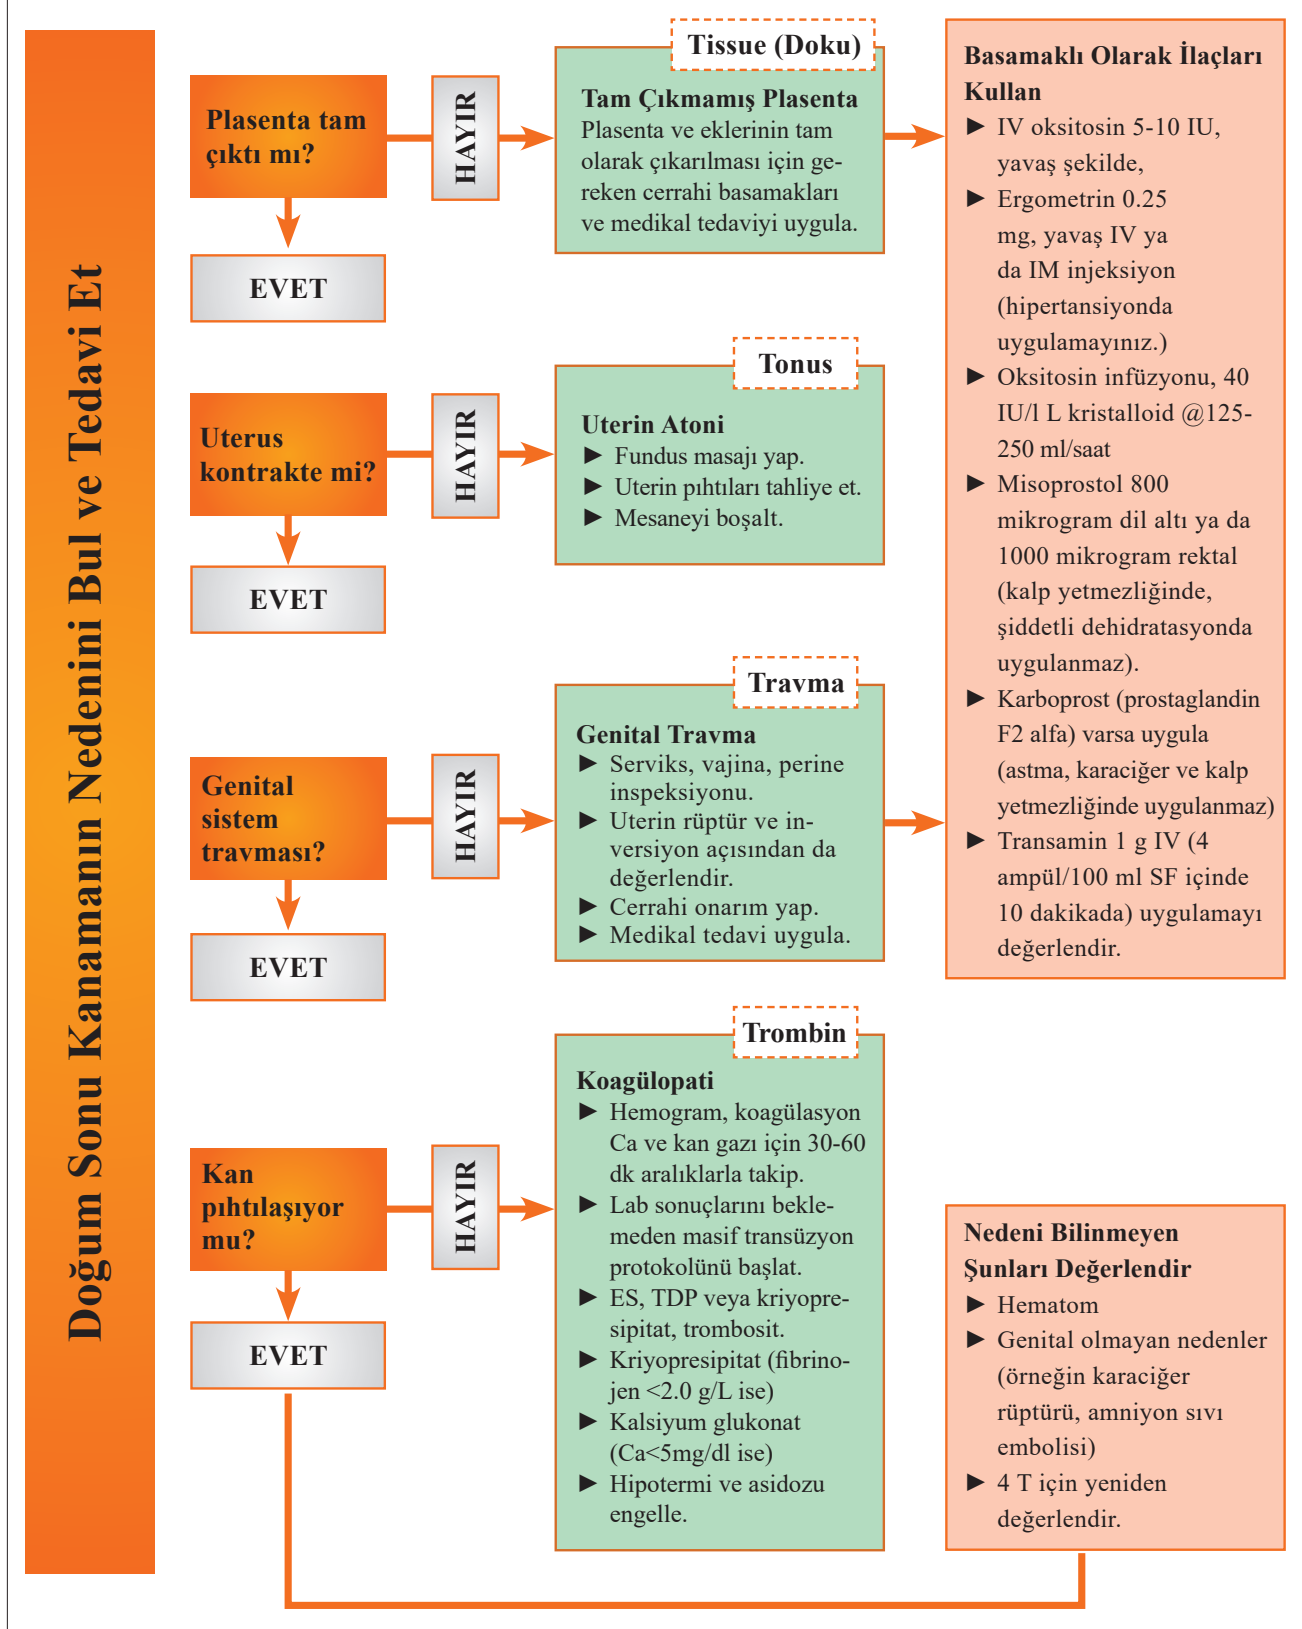 Doğum Sonu Kanamanın Nedenini Bul ve Tedavi Et
Plasenta tam
çıktı mı?
HAYIR
EVET
Tissue (Doku)
Tam Çıkmamış Plasenta
Plasenta ve eklerinin tam
olarak çıkarılması için ge-
reken cerrahi basamakları
ve medikal tedaviyi uygula.
Uterus
kontrakte mi?
HAYIR
EVET
Tonus
Uterin Atoni
► Fundus masajı yap.
► Uterin pıhtıları tahliye et.
► Mesaneyi boşalt.
Genital
sistem
travması?
HAYIR
EVET
Travma
Genital Travma
► Serviks, vajina, perine
inspeksiyonu.
► Uterin rüptür ve in-
versiyon açısından da
değerlendir.
► Cerrahi onarım yap.
► Medikal tedavi uygula.
Kan
pıhtılaşıyor
mu?
HAYIR
EVET
Trombin
Koagülopati
► Hemogram, koagülasyon
Ca ve kan gazı için 30-60
dk aralıklarla takip.
► Lab sonuçlarını bekle-
meden masif transüzyon
protokolünü başlat.
► ES, TDP veya kriyopre-
sipitat, trombosit.
► Kriyopresipitat (fibrino-
jen <2.0 g/L ise)
► Kalsiyum glukonat
(Ca<5mg/dl ise)
► Hipotermi ve asidozu
engelle.
Basamaklı Olarak İlaçları
Kullan
► IV oksitosin 5-10 IU,
yavaş şekilde,
► Ergometrin 0.25
mg, yavaş IV ya
da IM injeksiyon
(hipertansiyonda
uygulamayınız.)
► Oksitosin infüzyonu, 40
IU/l L kristalloid @125-
250 ml/saat
► Misoprostol 800
mikrogram dil altı ya da
1000 mikrogram rektal
(kalp yetmezliğinde,
şiddetli dehidratasyonda
uygulanmaz).
► Karboprost (prostaglandin
F2 alfa) varsa uygula
(astma, karaciğer ve kalp
yetmezliğinde uygulanmaz)
► Transamin 1 g IV (4
ampül/100 ml SF içinde
10 dakikada) uygulamayı
değerlendir.
Nedeni Bilinmeyen
Şunları Değerlendir
► Hematom
► Genital olmayan nedenler
(örneğin karaciğer
rüptürü, amniyon sıvı
embolisi)
► 4 T için yeniden
değerlendir.